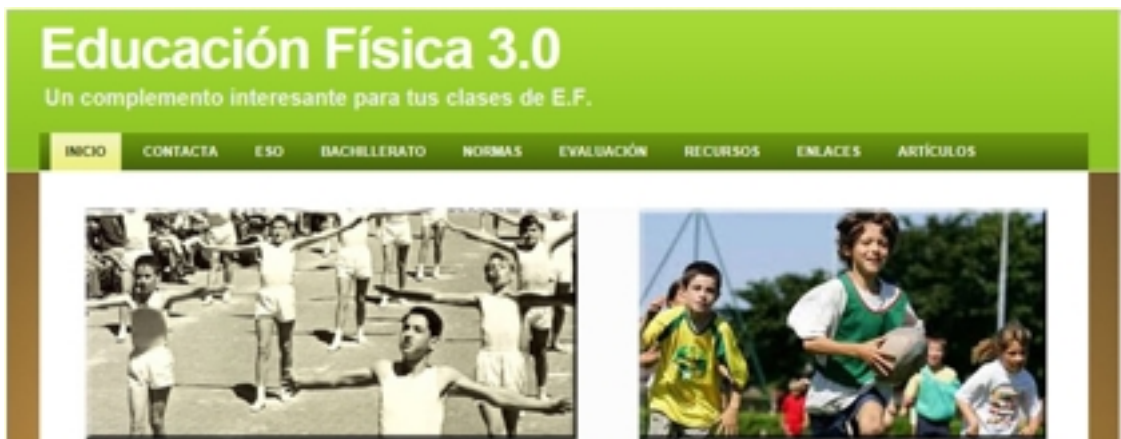 Educación Física 3.0
Un complemento interesante para tus clases de E.F.
INICIO CONTACTA ESO BACHILLERATO NORMAS EVALUACIÓN RECURSOS ENLACES ARTÍCULOS